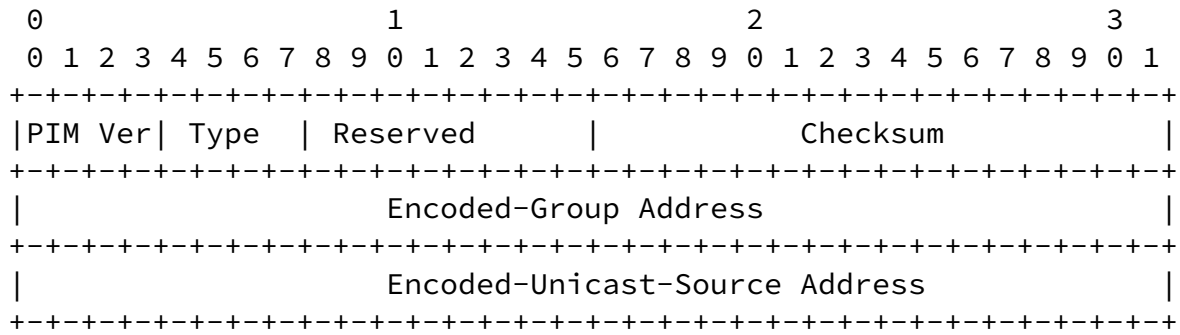 0                   1                   2                   3
 0 1 2 3 4 5 6 7 8 9 0 1 2 3 4 5 6 7 8 9 0 1 2 3 4 5 6 7 8 9 0 1
+-+-+-+-+-+-+-+-+-+-+-+-+-+-+-+-+-+-+-+-+-+-+-+-+-+-+-+-+-+-+-+-+
|PIM Ver| Type  | Reserved      |           Checksum            |
+-+-+-+-+-+-+-+-+-+-+-+-+-+-+-+-+-+-+-+-+-+-+-+-+-+-+-+-+-+-+-+-+
|                    Encoded-Group Address                      |
+-+-+-+-+-+-+-+-+-+-+-+-+-+-+-+-+-+-+-+-+-+-+-+-+-+-+-+-+-+-+-+-+
|                    Encoded-Unicast-Source Address             |
+-+-+-+-+-+-+-+-+-+-+-+-+-+-+-+-+-+-+-+-+-+-+-+-+-+-+-+-+-+-+-+-+